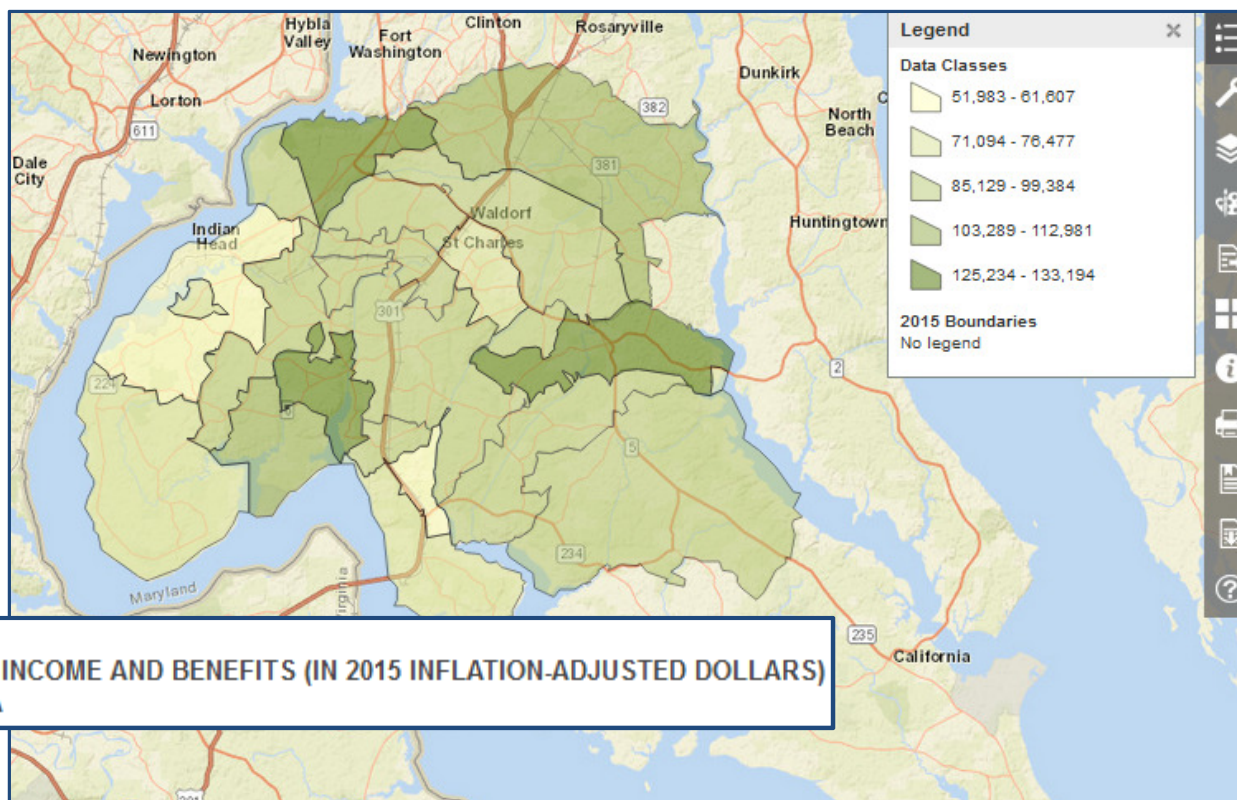 Hybla
Valley
Clinton
Rosaryville
Fort
Washington
Newington
Lorton
611
Dunkirk
382
North
Beach
Dale
City
381
Huntingtown
Waldorf
St Charles
Indian
Head
301
2
224
6
5
2
234
Maryland
Virginia
235
California
301
Legend
Data Classes
51,983 - 61,607
71,094 - 76,477
85,129 - 99,384
103,289 - 112,981
125,234 - 133,194
2015 Boundaries
No legend
INCOME AND BENEFITS (IN 2015 INFLATION-ADJUSTED DOLLARS)